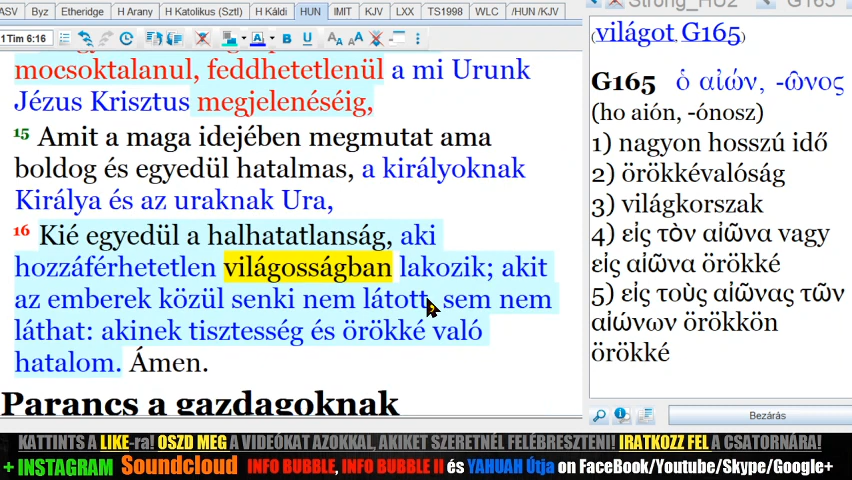 ASV Byz Etheridge H Arany H Katolikus (SztI) H Káldi HUN IMIT KJV LXX TS1998 WLC /HUN /KJV
Strong_HU2 G165
1Tim 6:16
B U
mocsoktalanul, feddhetetlenül a mi Urunk
Jézus Krisztus megjelenéséig,
15 Amit a maga idejében megmutat ama
boldog és egyedül hatalmas, a királyoknak
Királya és az uraknak Ura,
16 Kié egyedül a halhatatlanság, aki
hozzáférhetetlen világosságban lakozik; akit
az emberek közül senki nem látott, sem nem
láthat: akinek tisztesség és örökké való
hatalom. Ámen.
Parancs a gazdagoknak
(világot, G165)
G165 ὁ αἰών, -ῶνος
(ho aión, -ónosz)
1) nagyon hosszú idő
2) örökkévalóság
3) világkorszak
4) εἰς τὸν αἰῶνα vagy
εἰς αἰῶνα örökké
5) εἰς τοὺς αἰῶνας τῶν
αἰώνων örökkön
örökké
Bezárás
KATTINTS A LIKE-ra! OSZD MEG A VIDEÓKAT AZOKKAL, AKIKET SZERETNÉL FELÉBRESZTENI! IRATKOZZ FEL A CSATORNÁRA!
+ INSTAGRAM Soundcloud INFO BUBBLE, INFO BUBBLE II és YAHUAH Útja on FaceBook/Youtube/Skype/Google+